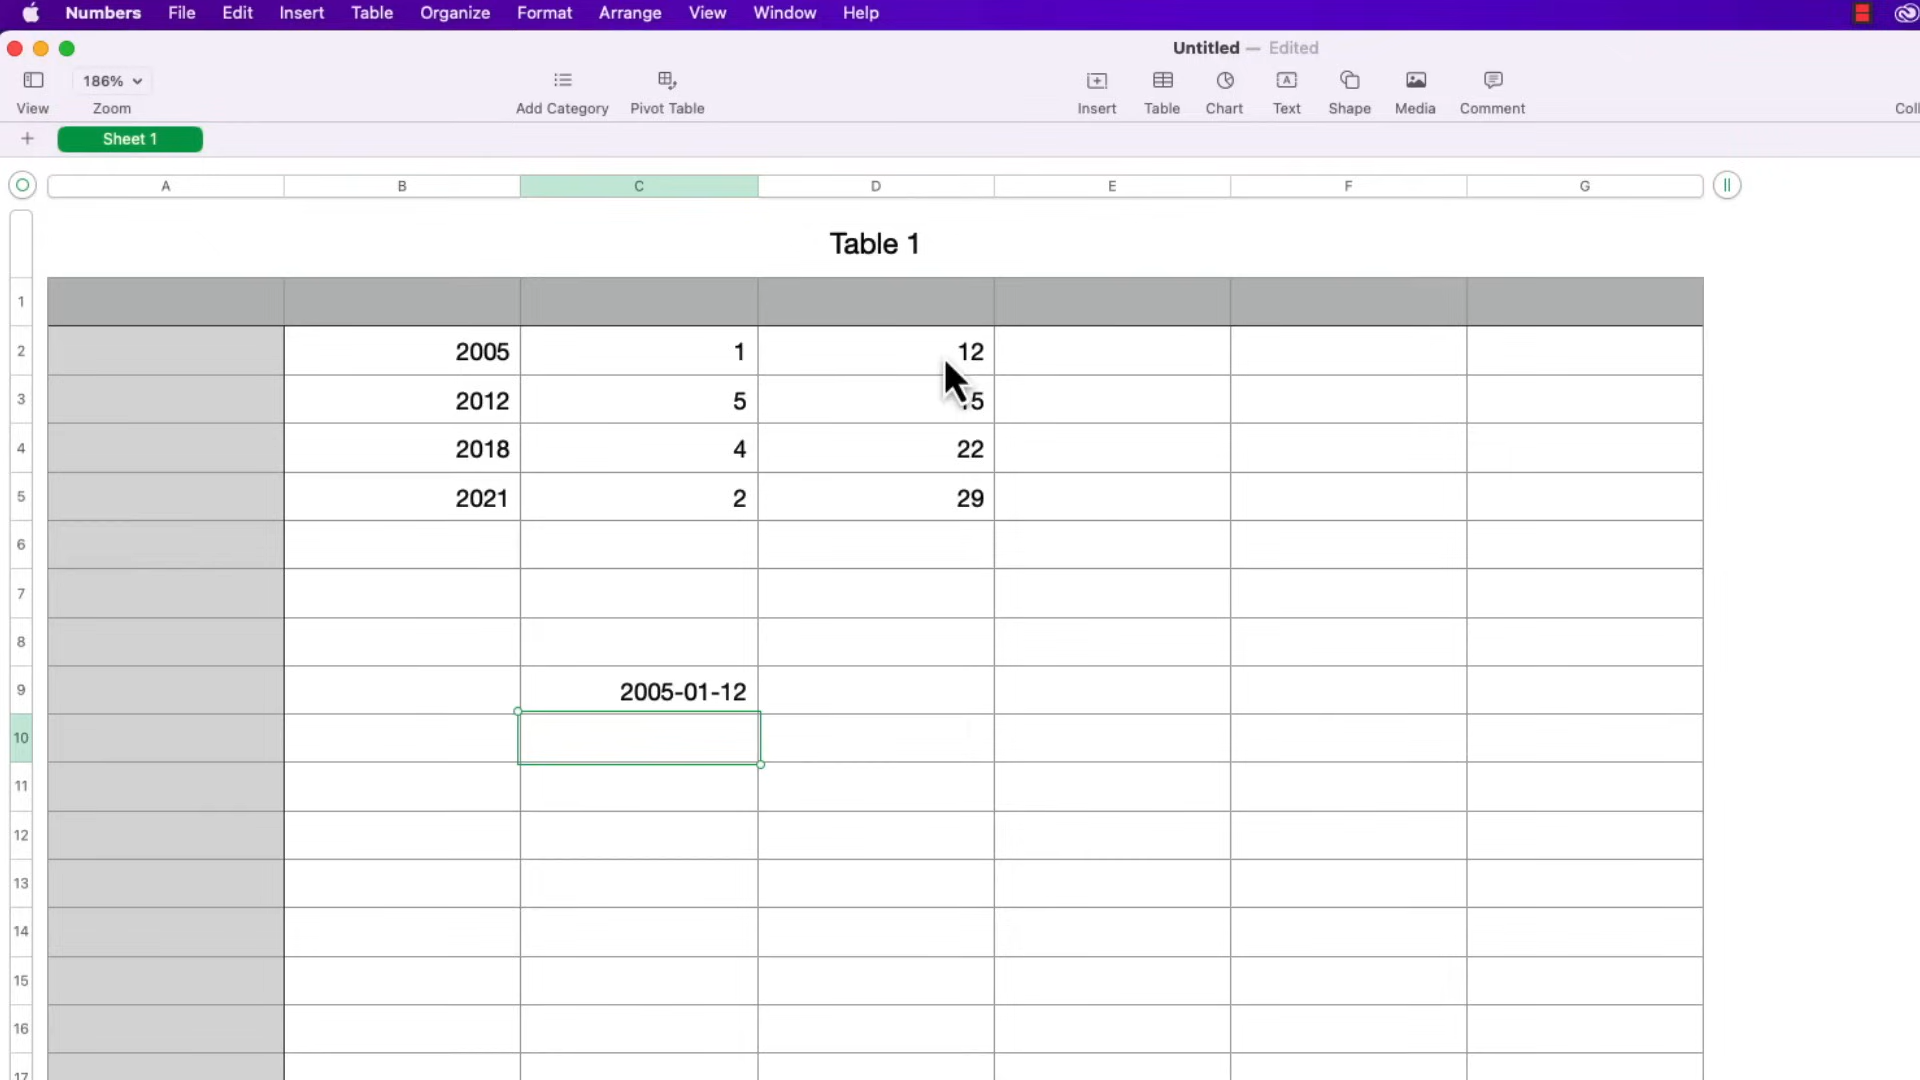 Numbers File Edit Insert Table Organize Format Arrange View Window Help
Untitled — Edited
186%
View Zoom Add Category Pivot Table Insert Table Chart Text Shape Media Comment
+ Sheet 1
A B C D E F G
Table 1
1
2 2005 1 12
3 2012 5
4 2018 4 22
5 2021 2 29
6
7
8
9 2005-01-12
10
11
12
13
14
15
16
17